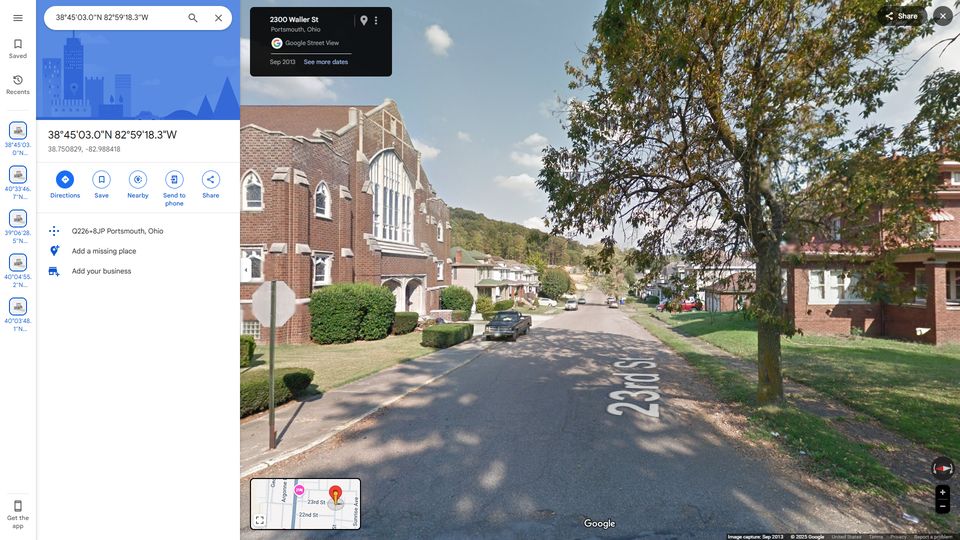 38°45'03.0"N 82°59'18.3"W
Saved
Recents
38°45'03.
0"N...
40°33'46.
7"N...
39°06'28.
5"N...
40°04'55.
2"N...
40°03'48.
1"N...
Get the
app
38°45'03.0"N 82°59'18.3"W
38.750829, -82.988418
Directions
Save
Nearby
Send to
phone
Share
Q226+8JP Portsmouth, Ohio
Add a missing place
Add your business
2300 Waller St
Portsmouth, Ohio
Google Street View
Sep 2013 See more dates
Share
23rd St
Argonne
23rd St
22nd St
St
Sunrise Ave
Google
Image capture: Sep 2013 © 2025 Google United States Terms Privacy Report a problem